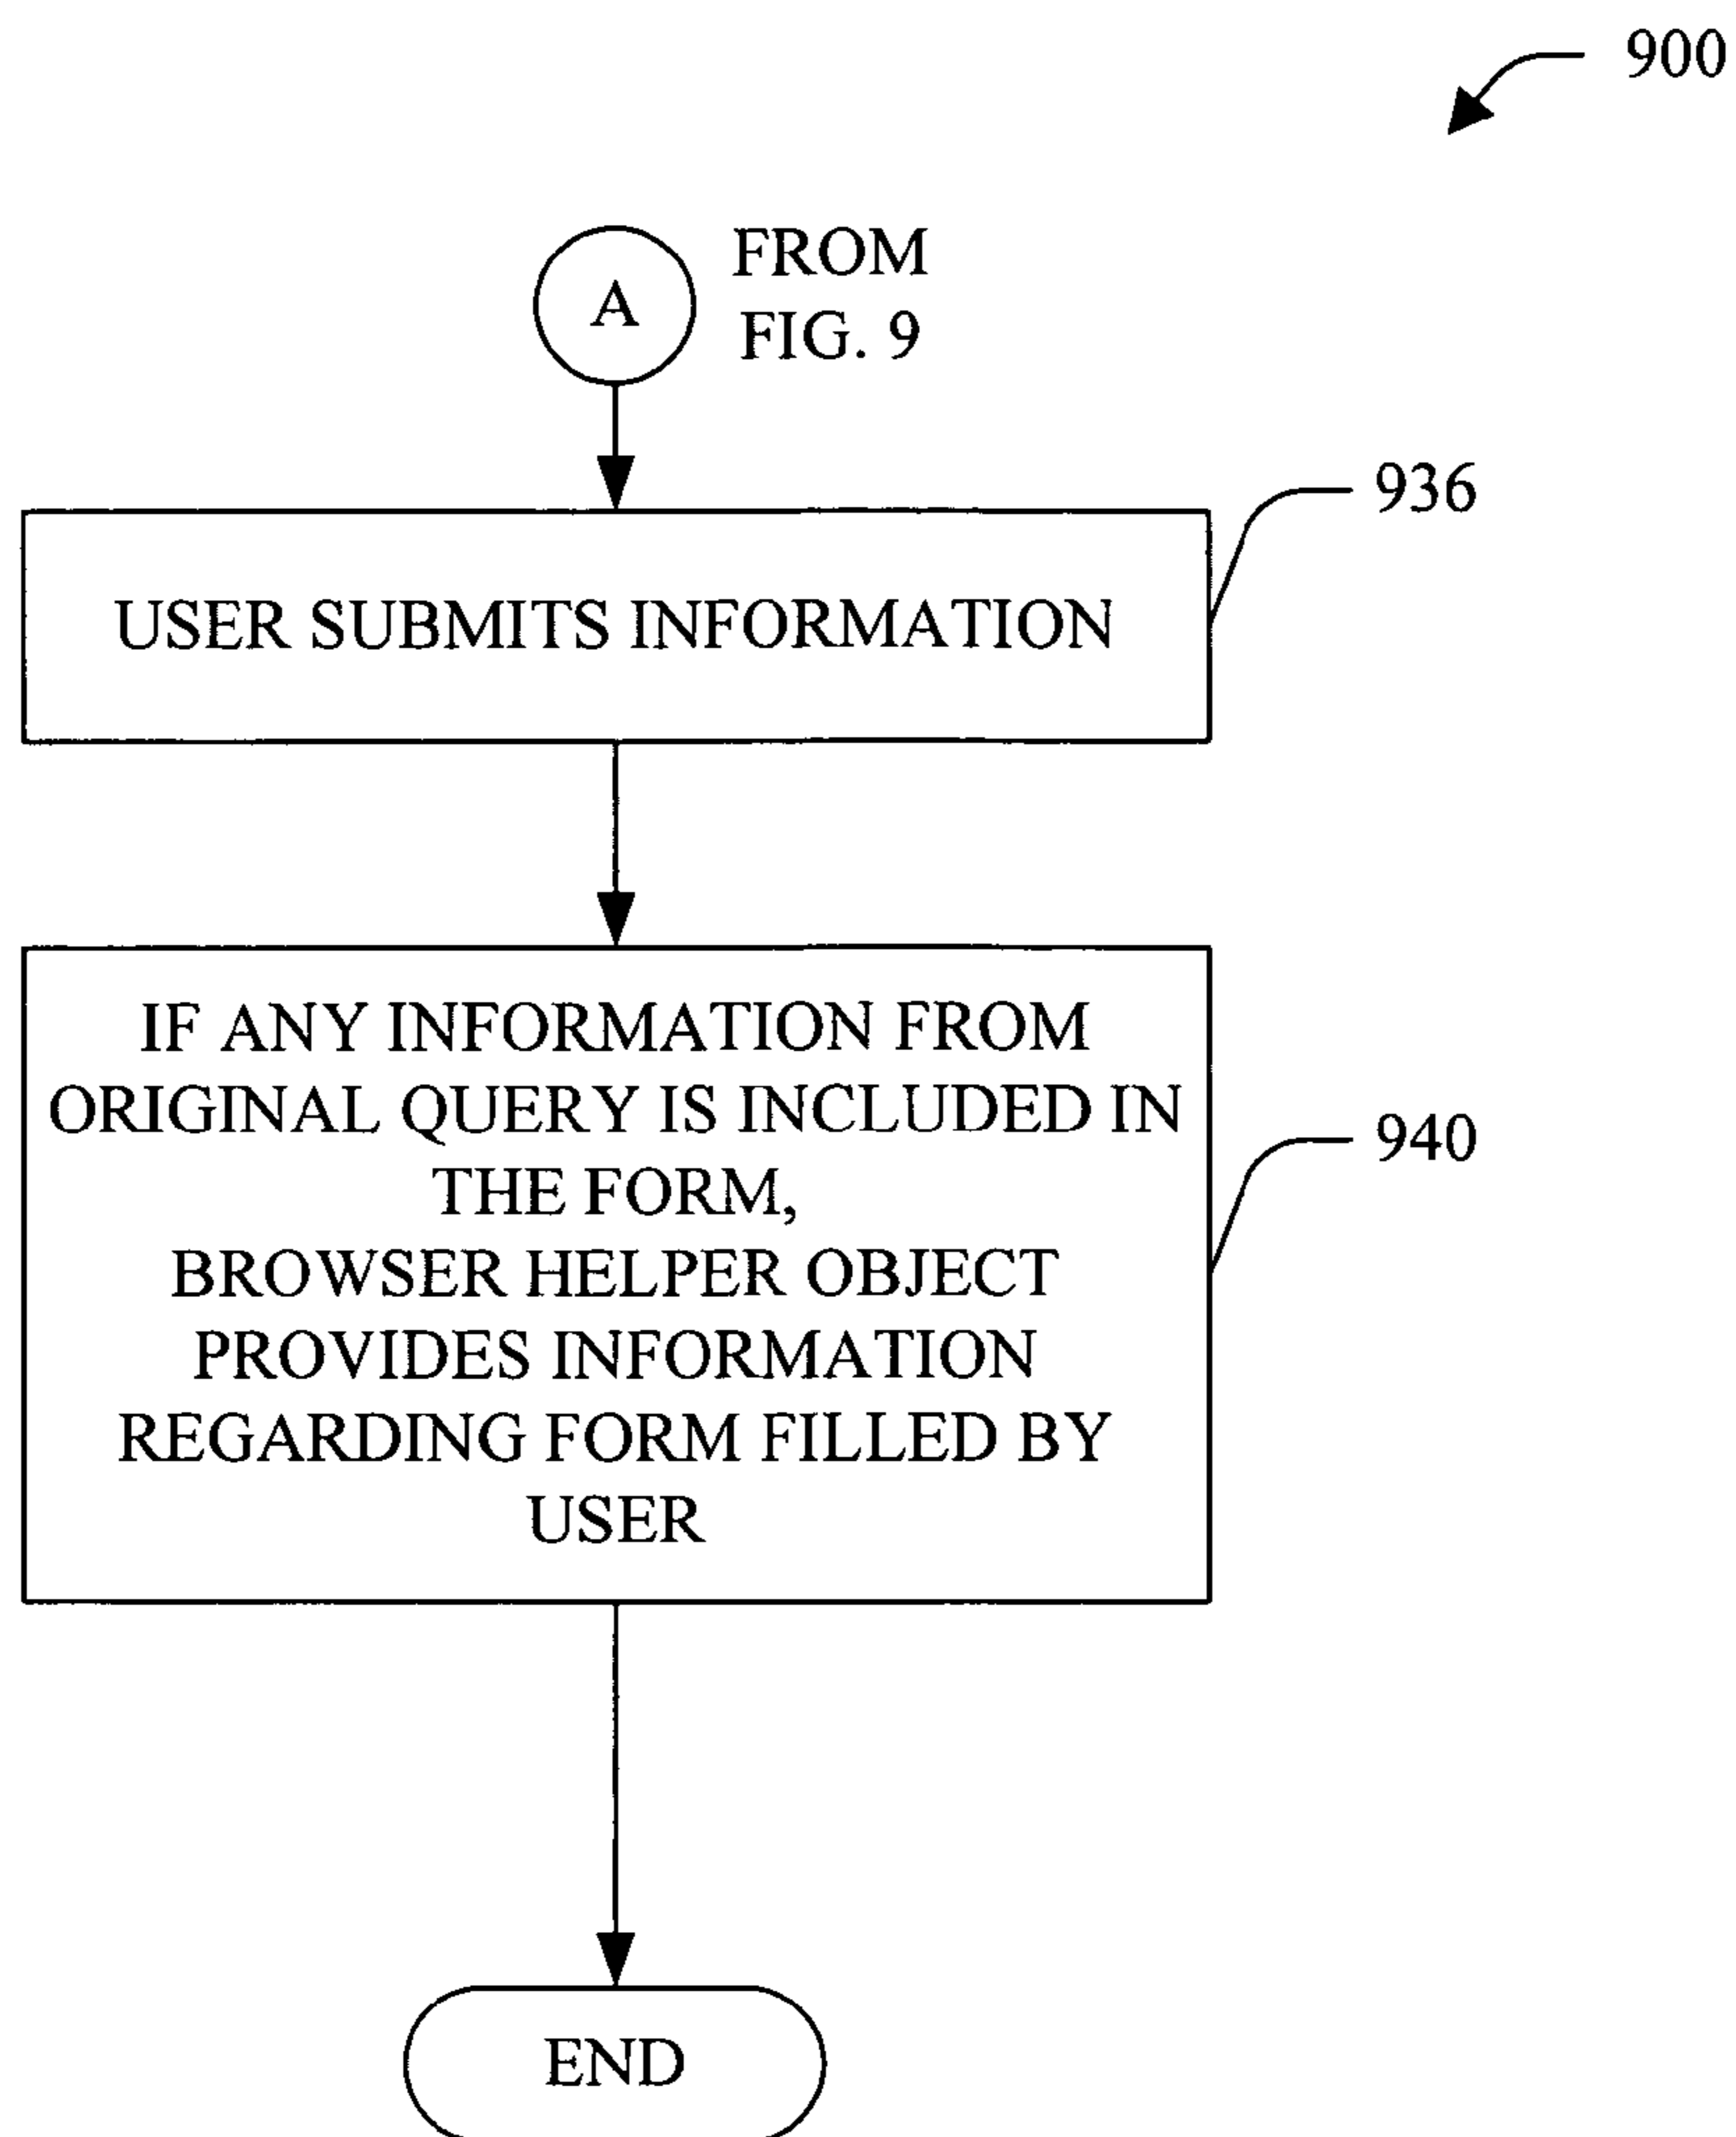 900
A
FROM
FIG. 9
936
USER SUBMITS INFORMATION
IF ANY INFORMATION FROM
ORIGINAL QUERY IS INCLUDED IN
THE FORM,
BROWSER HELPER OBJECT
PROVIDES INFORMATION
REGARDING FORM FILLED BY
USER
940
END